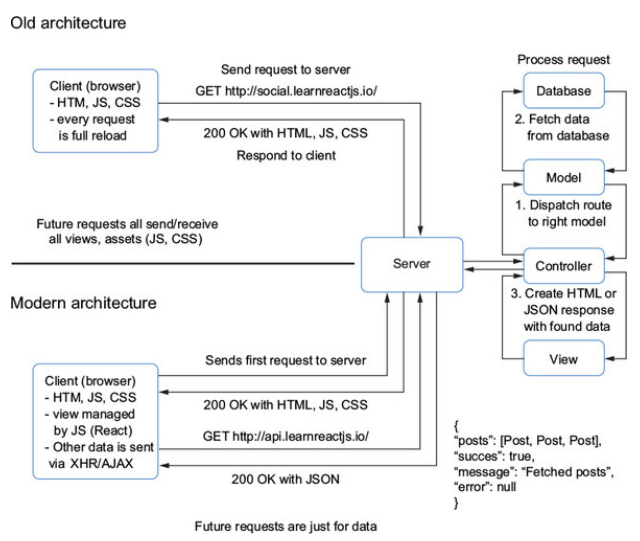 Old architecture
Client (browser)
- HTM, JS, CSS
- every request
is full reload
Send request to server
GET http://social.learnreactjs.io/
200 OK with HTML, JS, CSS
Respond to client
Future requests all send/receive
all views, assets (JS, CSS)
Process request
Database
2. Fetch data
from database
Model
1. Dispatch route
to right model
Server
Controller
3. Create HTML or
JSON response
with found data
View
Modern architecture
Client (browser)
- HTM, JS, CSS
- view managed
by JS (React)
- Other data is sent
via XHR/AJAX
Sends first request to server
200 OK with HTML, JS, CSS
GET http://api.learnreactjs.io/
200 OK with JSON
{
“posts”: [Post, Post, Post],
“succes”: true,
“message”: “Fetched posts”,
“error”: null
}
Future requests are just for data